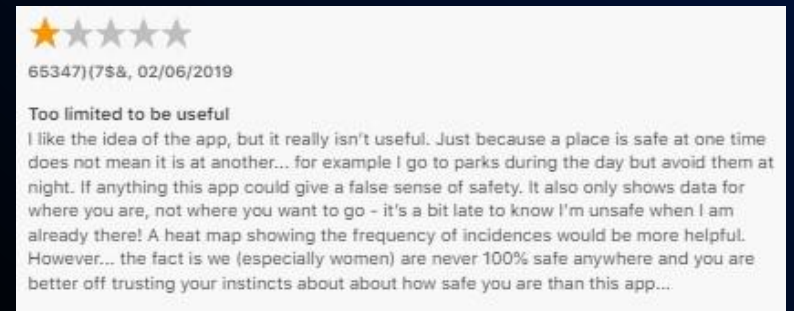 65347)(7$&, 02/06/2019
Too limited to be useful
I like the idea of the app, but it really isn't useful. Just because a place is safe at one time
does not mean it is at another... for example I go to parks during the day but avoid them at
night. If anything this app could give a false sense of safety. It also only shows data for
where you are, not where you want to go - it's a bit late to know I'm unsafe when I am
already there! A heat map showing the frequency of incidences would be more helpful.
However... the fact is we (especially women) are never 100% safe anywhere and you are
better off trusting your instincts about about how safe you are than this app...